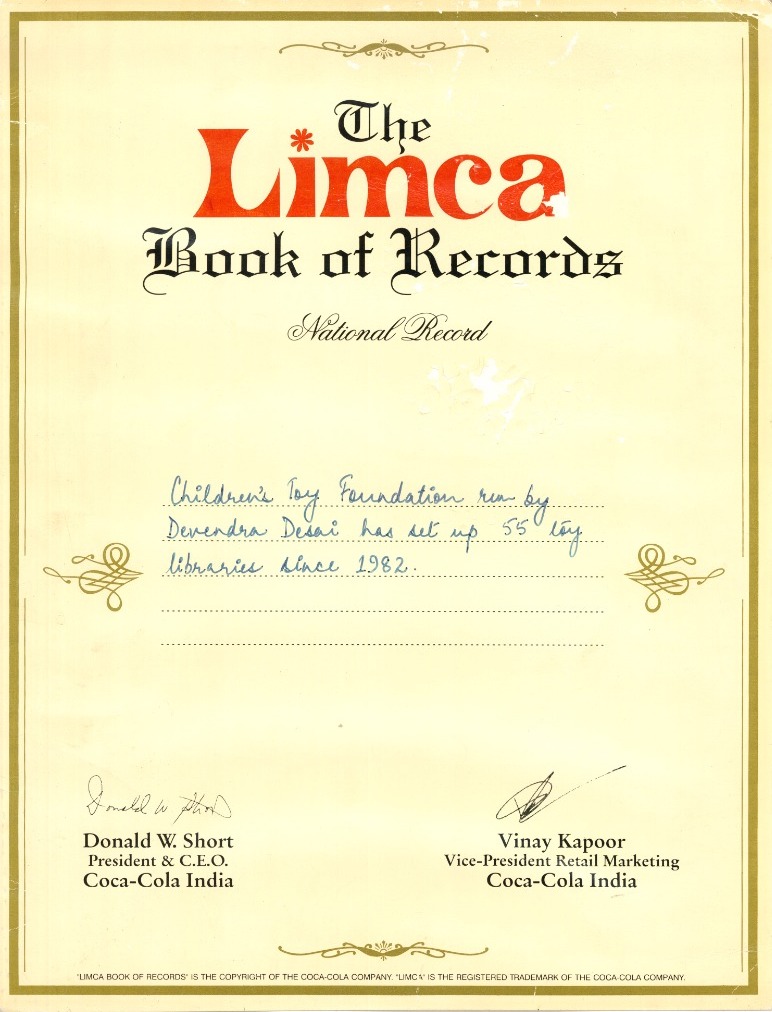 The
Limca
Book of Records
National Record
Children's Toy Foundation run by
Devendra Desai has set up 55 toy
libraries since 1982.
Donald W Short
Donald W. Short
President & C.E.O.
Coca-Cola India
Vinay Kapoor
Vice-President Retail Marketing
Coca-Cola India
"LIMCA BOOK OF RECORDS" IS THE COPYRIGHT OF THE COCA-COLA COMPANY. "LIMCA" IS THE REGISTERED TRADEMARK OF THE COCA-COLA COMPANY.